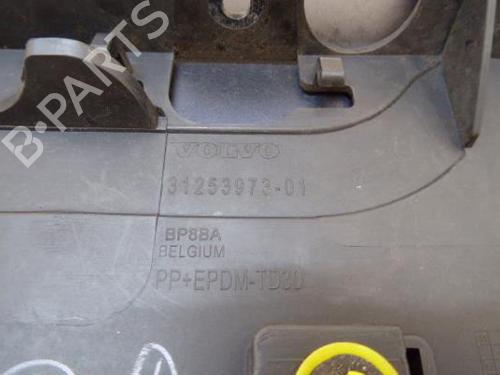 B-PARTS
VOLVO
31253973-01
BP8BA
BELGIUM
PP+EPDM-TD30